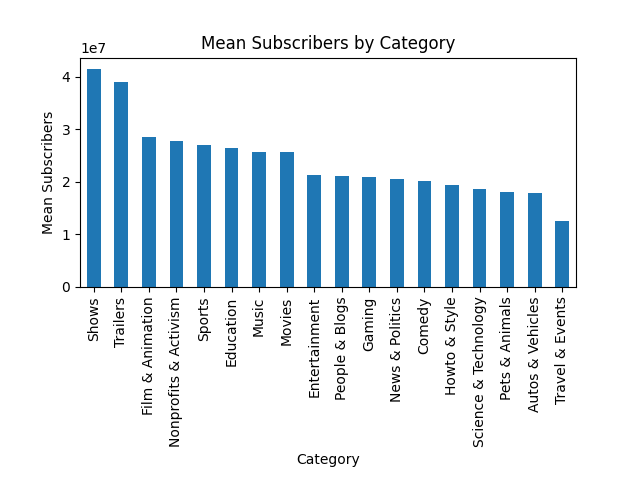 Mean Subscribers by Category
1e7
4
3
2
1
0
Mean Subscribers
Shows
Trailers
Film & Animation
Nonprofits & Activism
Sports
Education
Music
Movies
Entertainment
People & Blogs
Gaming
News & Politics
Comedy
Howto & Style
Science & Technology
Pets & Animals
Autos & Vehicles
Travel & Events
Category